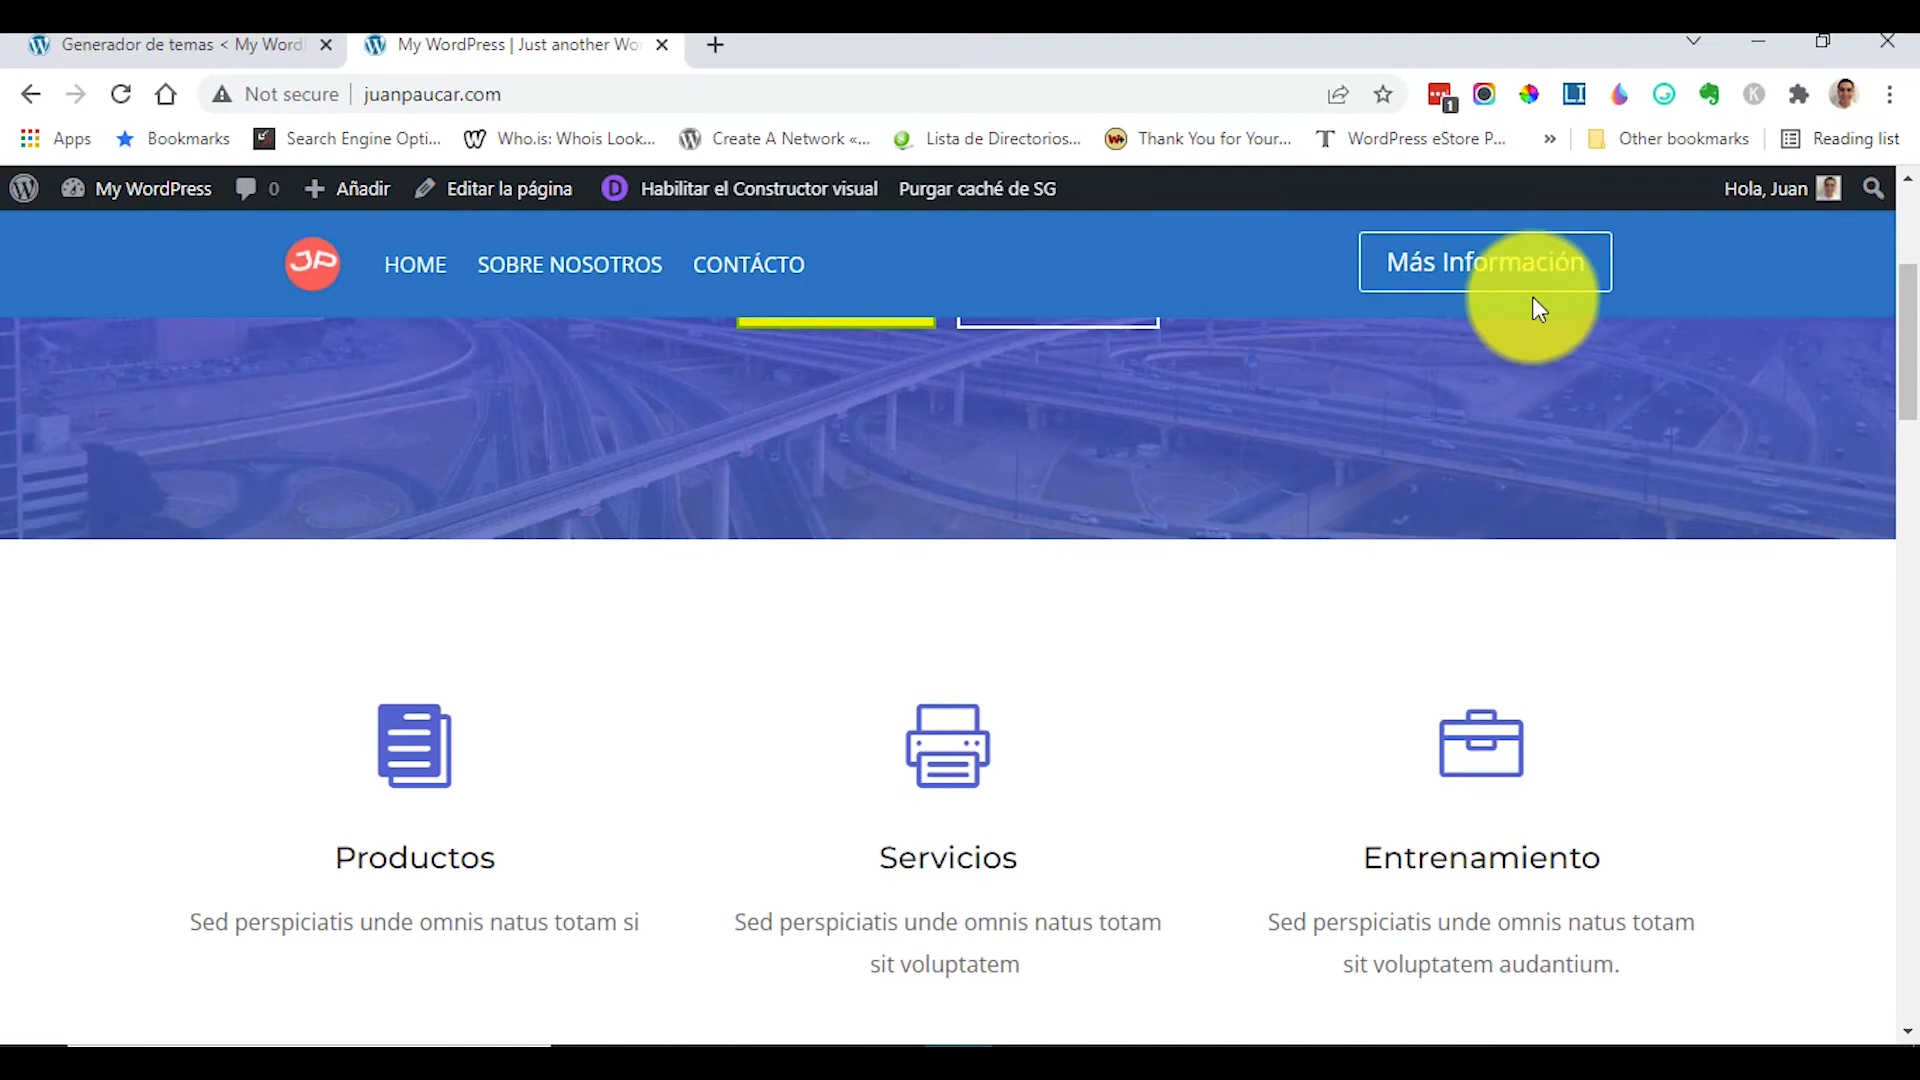 Generador de temas < My Word
My WordPress | Just another Wo
Not secure
juanpaucar.com
1
Apps
Bookmarks
Search Engine Opti...
Who.is: Whois Look...
Create A Network «...
Lista de Directorios...
Thank You for Your...
WordPress eStore P...
»
Other bookmarks
Reading list
My WordPress
0
Añadir
Editar la página
D
Habilitar el Constructor visual
Purgar caché de SG
Hola, Juan
JP
HOME
SOBRE NOSOTROS
CONTÁCTO
Más Información
Productos
Servicios
Entrenamiento
Sed perspiciatis unde omnis natus totam si
Sed perspiciatis unde omnis natus totam
sit voluptatem
Sed perspiciatis unde omnis natus totam
sit voluptatem audantium.